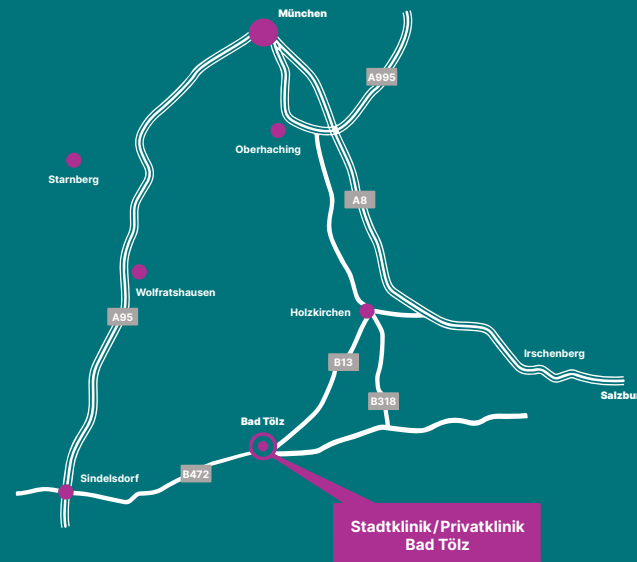 München
A995
Oberhaching
Starnberg
A8
Wolfratshausen
Holzkirchen
A95
Irschenberg
B13
Salzbur
B318
Bad Tölz
B472
Sindelsdorf
Stadtklinik/Privatklinik
Bad Tölz